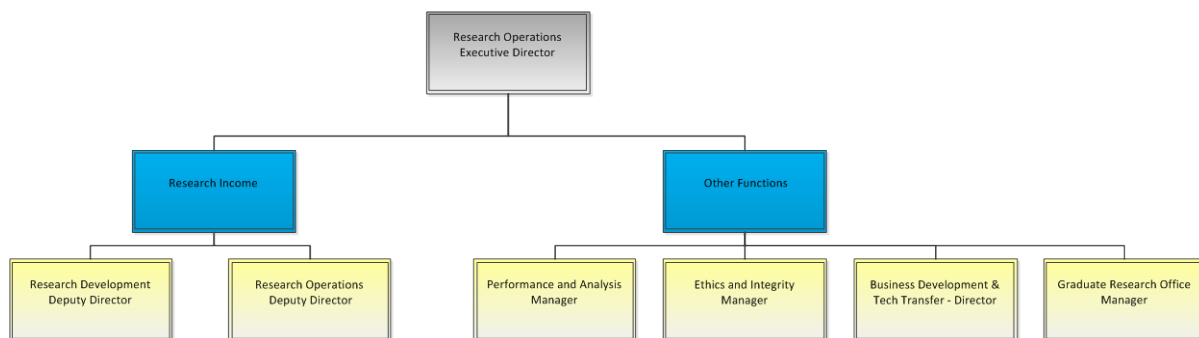 Research Operations
Executive Director
Research Income
Other Functions
Research Development
Deputy Director
Research Operations
Deputy Director
Performance and Analysis
Manager
Ethics and Integrity
Manager
Business Development &
Tech Transfer - Director
Graduate Research Office
Manager